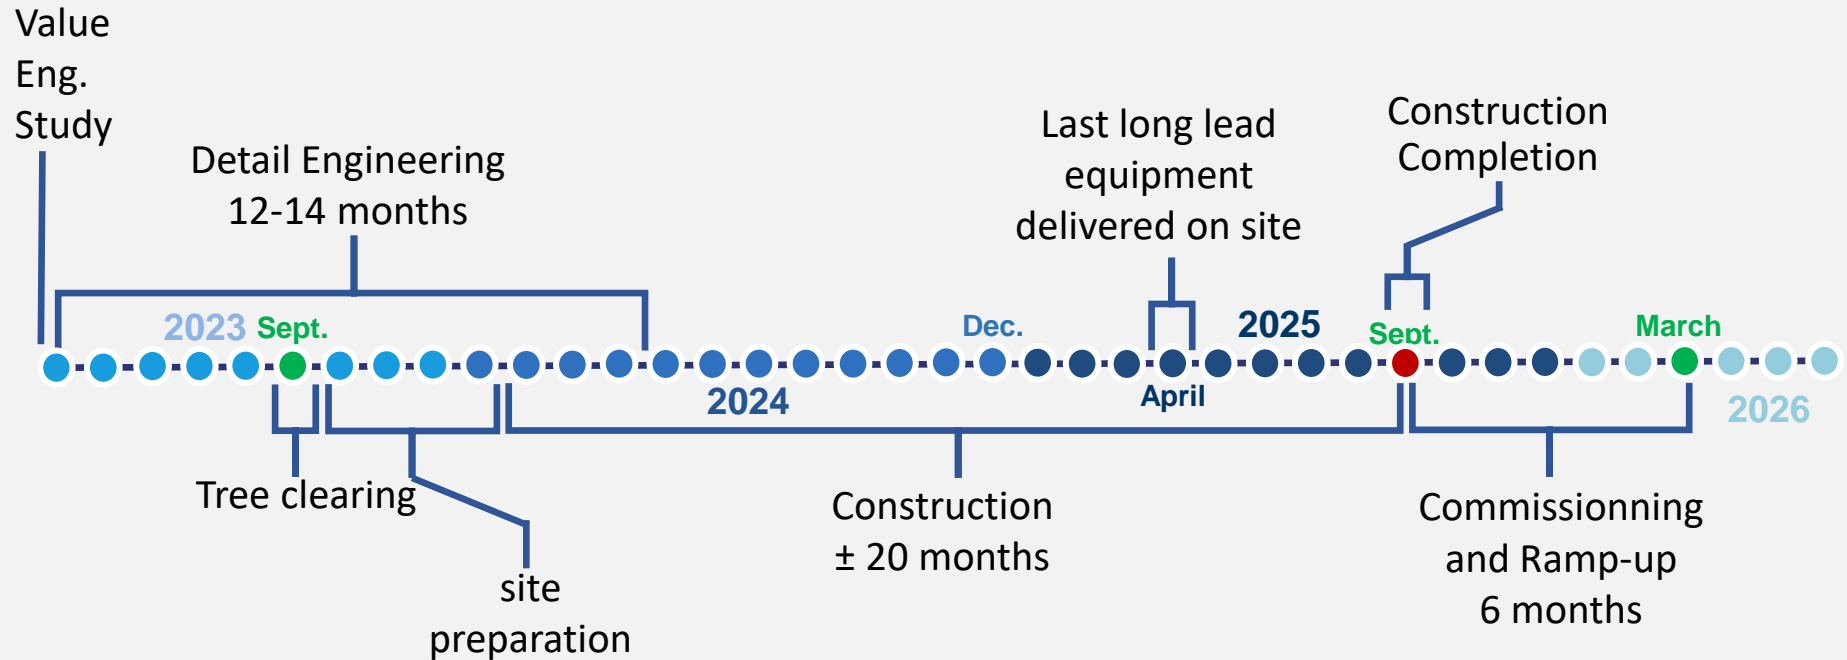 Value
Eng.
Study
Detail Engineering
12-14 months
Last long lead
equipment
delivered on site
Construction
Completion
2023 Sept.
Dec.
2025
Sept.
March
2024
April
2026
Tree clearing
site
preparation
Construction
± 20 months
Commissionning
and Ramp-up
6 months